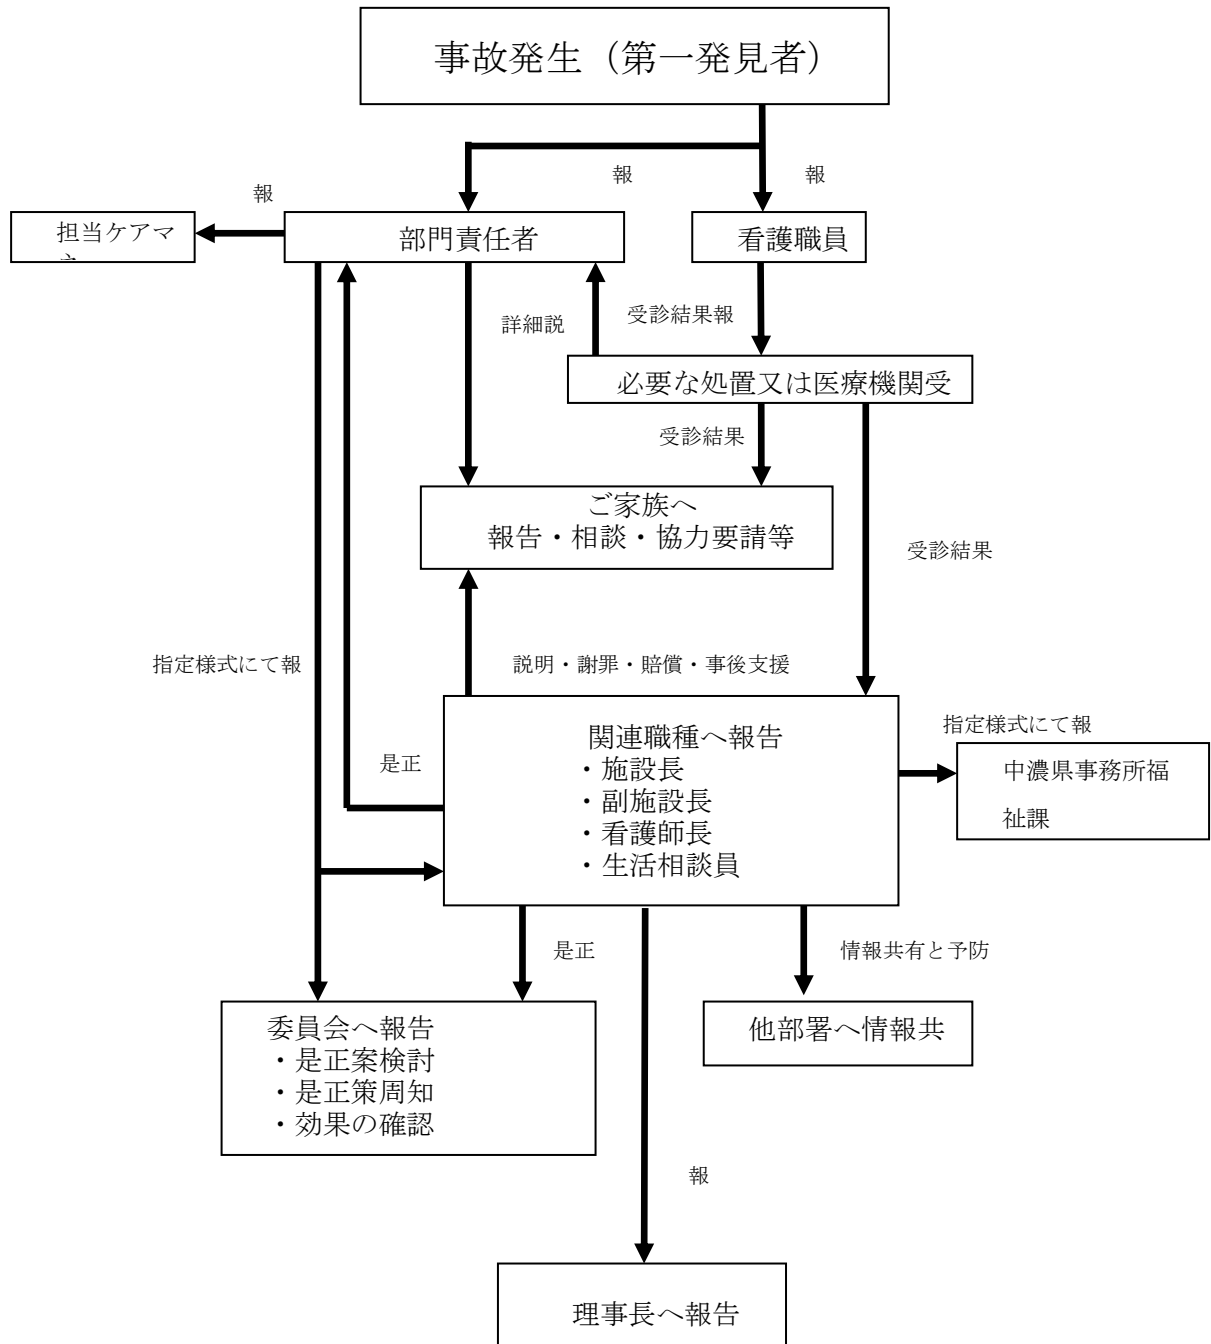 事故発生（第一発見者）
報
報
報
担当ケアマ
部門責任者
看護職員
詳細説
受診結果報
必要な処置又は医療機関受
受診結果
ご家族へ
報告・相談・協力要請等
受診結果
指定様式にて報
説明・謝罪・賠償・事後支援
関連職種へ報告
・施設長
・副施設長
・看護師長
・生活相談員
是正
指定様式にて報
中濃県事務所福
祉課
是正
情報共有と予防
委員会へ報告
・是正案検討
・是正策周知
・効果の確認
他部署へ情報共
報
理事長へ報告